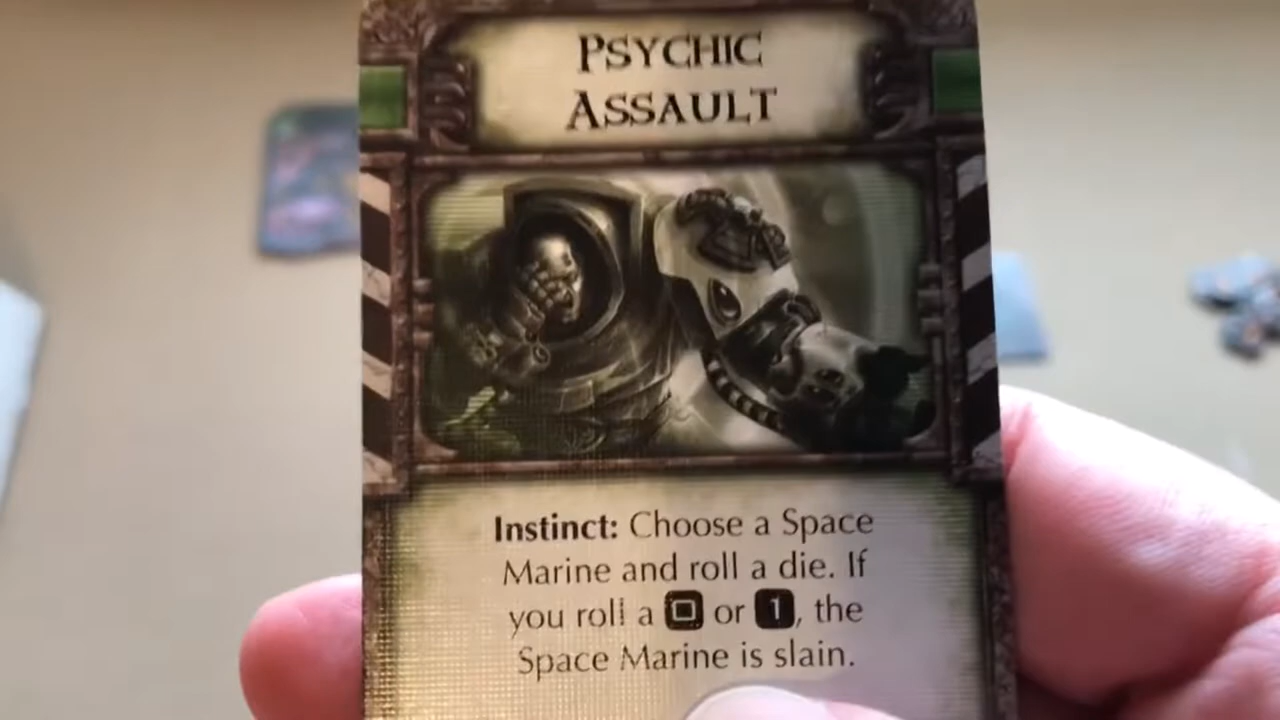 PSYCHIC
ASSAULT
Instinct: Choose a Space
Marine and roll a die. If
you roll a or 1, the
Space Marine is slain.